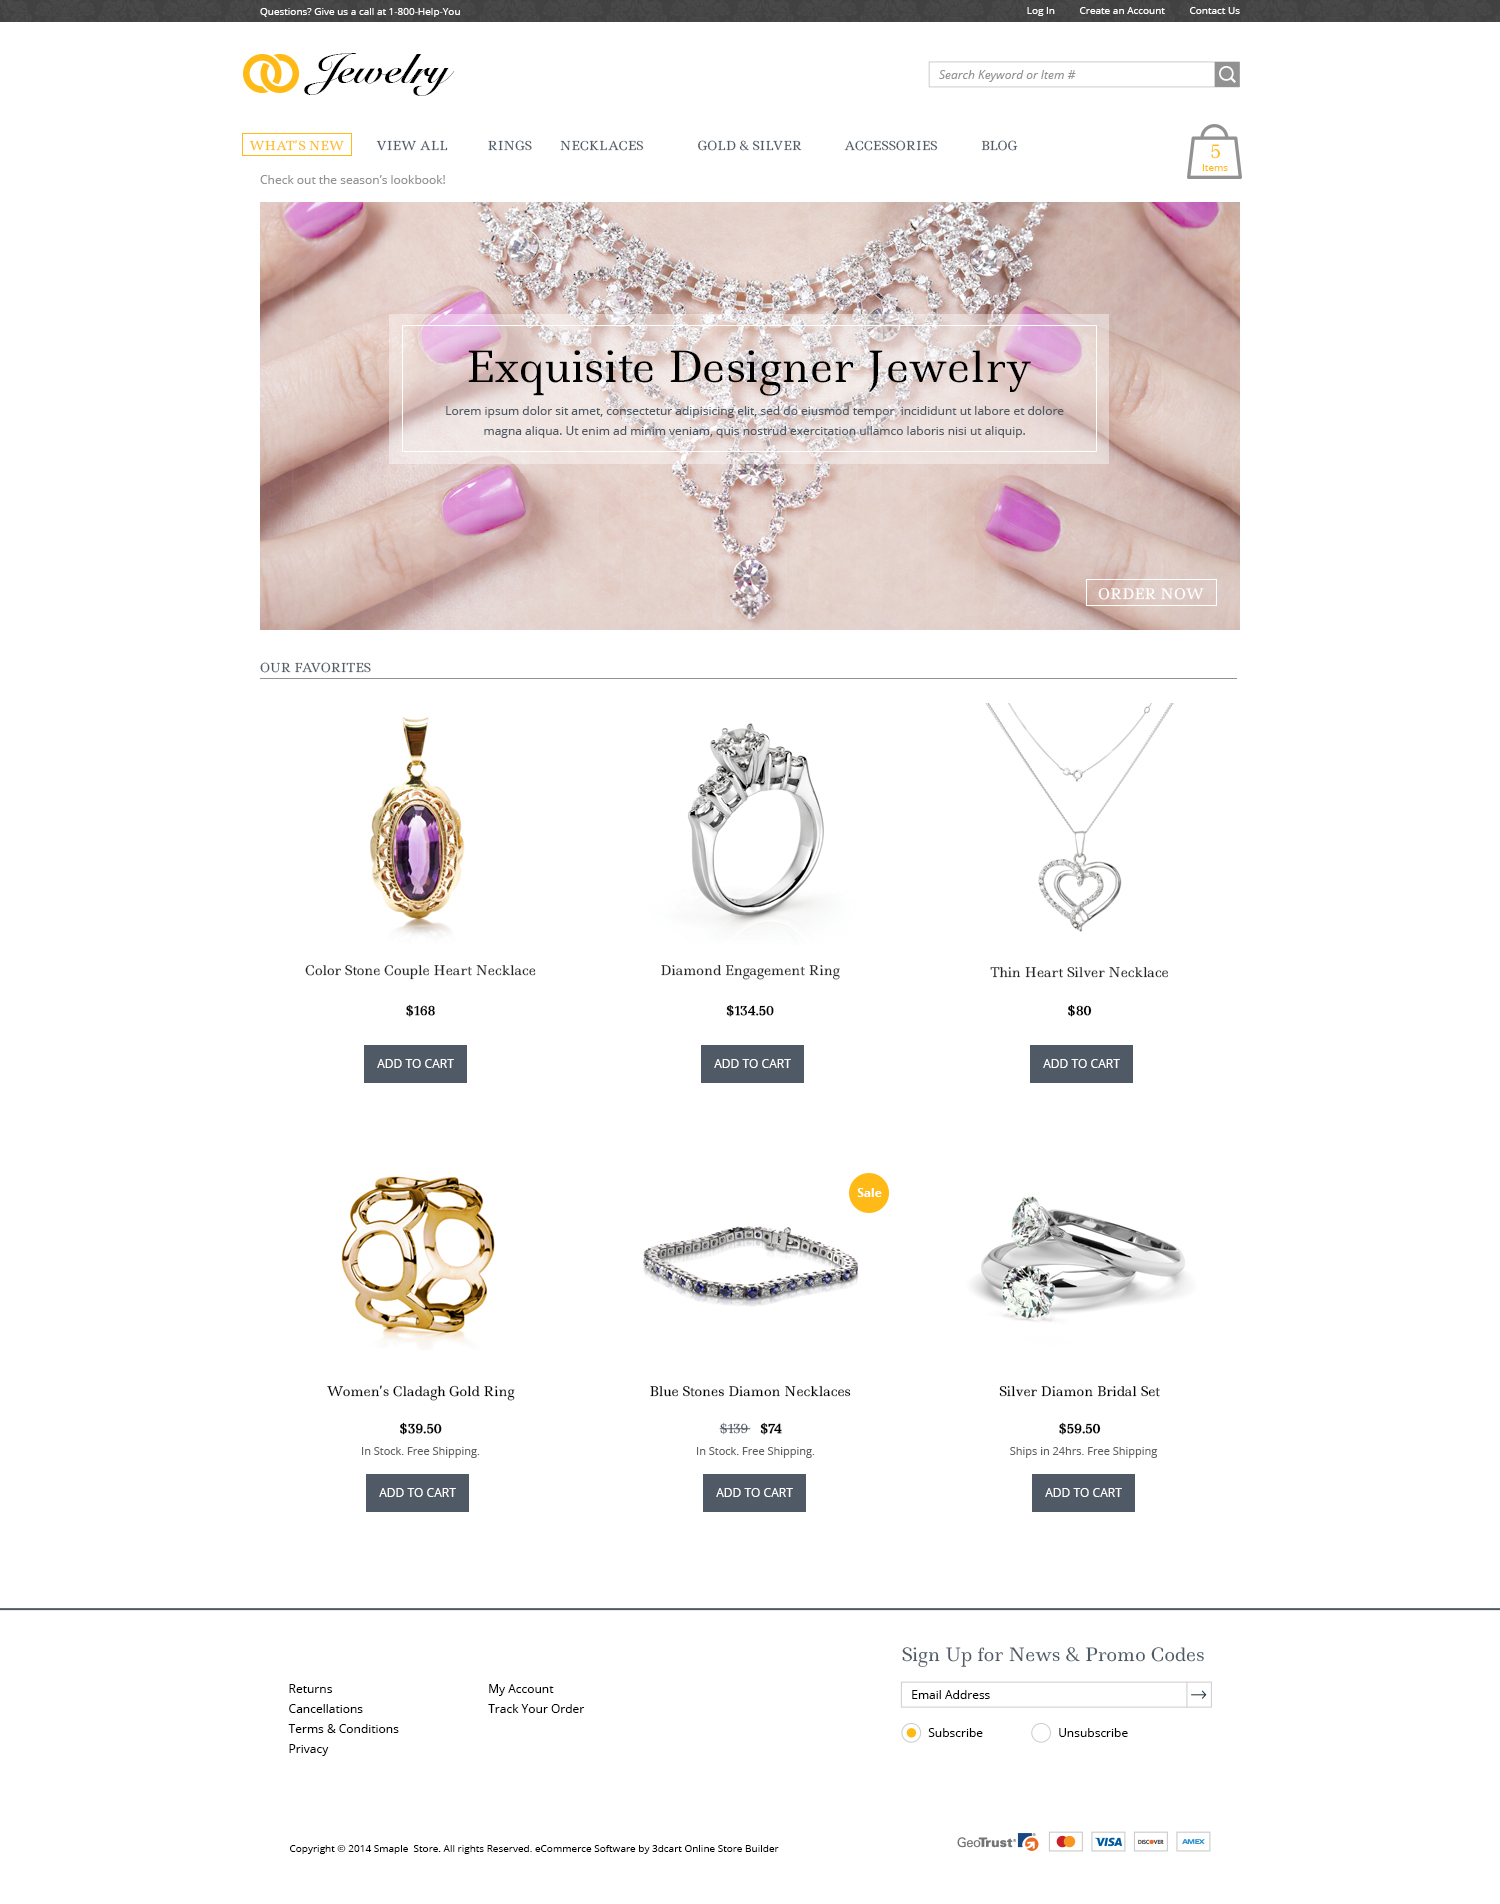 Questions? Give us a call at 1-800-Help-You
Log In
Create an Account
Contact Us
Jewelry
Search Keyword or Item #
WHAT'S NEW
VIEW ALL
RINGS
NECKLACES
GOLD & SILVER
ACCESSORIES
BLOG
5
Items
Check out the season's lookbook!
Exquisite Designer Jewelry
Lorem ipsum dolor sit amet, consectetur adipisicing elit, sed do eiusmod tempor incididunt ut labore et dolore
magna aliqua. Ut enim ad minim veniam, quis nostrud exercitation ullamco laboris nisi ut aliquip.
ORDER NOW
OUR FAVORITES
Color Stone Couple Heart Necklace
Diamond Engagement Ring
Thin Heart Silver Necklace
$168
$134.50
$80
ADD TO CART
ADD TO CART
ADD TO CART
Sale
Women's Cladagh Gold Ring
Blue Stones Diamon Necklaces
Silver Diamon Bridal Set
$39.50
$139 $74
$59.50
In Stock. Free Shipping.
In Stock. Free Shipping.
Ships in 24hrs. Free Shipping
ADD TO CART
ADD TO CART
ADD TO CART
Sign Up for News & Promo Codes
Returns
My Account
Email Address
Cancellations
Track Your Order
Terms & Conditions
Subscribe
Unsubscribe
Privacy
Copyright © 2014 Smaple Store. All rights Reserved. eCommerce Software by 3dcart Online Store Builder
GeoTrust
VISA
DISCOVER
AMEX